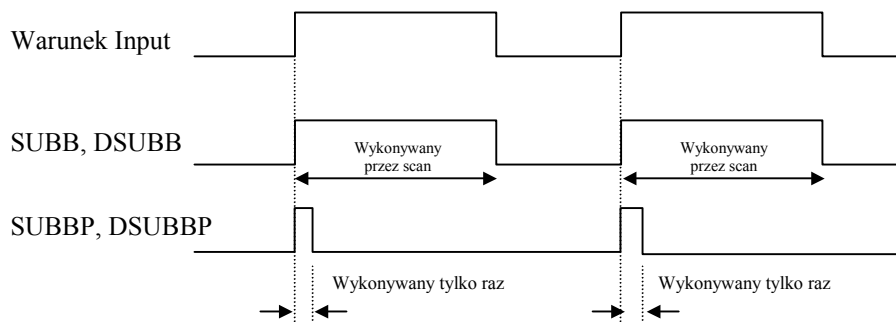 Warunek Input
SUBB, DSUBB
Wykonywany
przez scan
Wykonywany
przez scan
SUBBP, DSUBBP
Wykonywany tylko raz
Wykonywany tylko raz